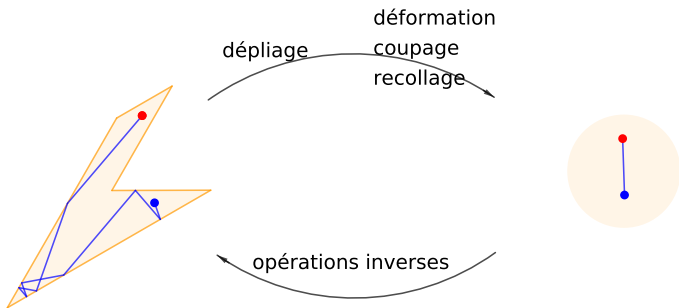 déformation
dépliage
coupage
recollage
opérations inverses